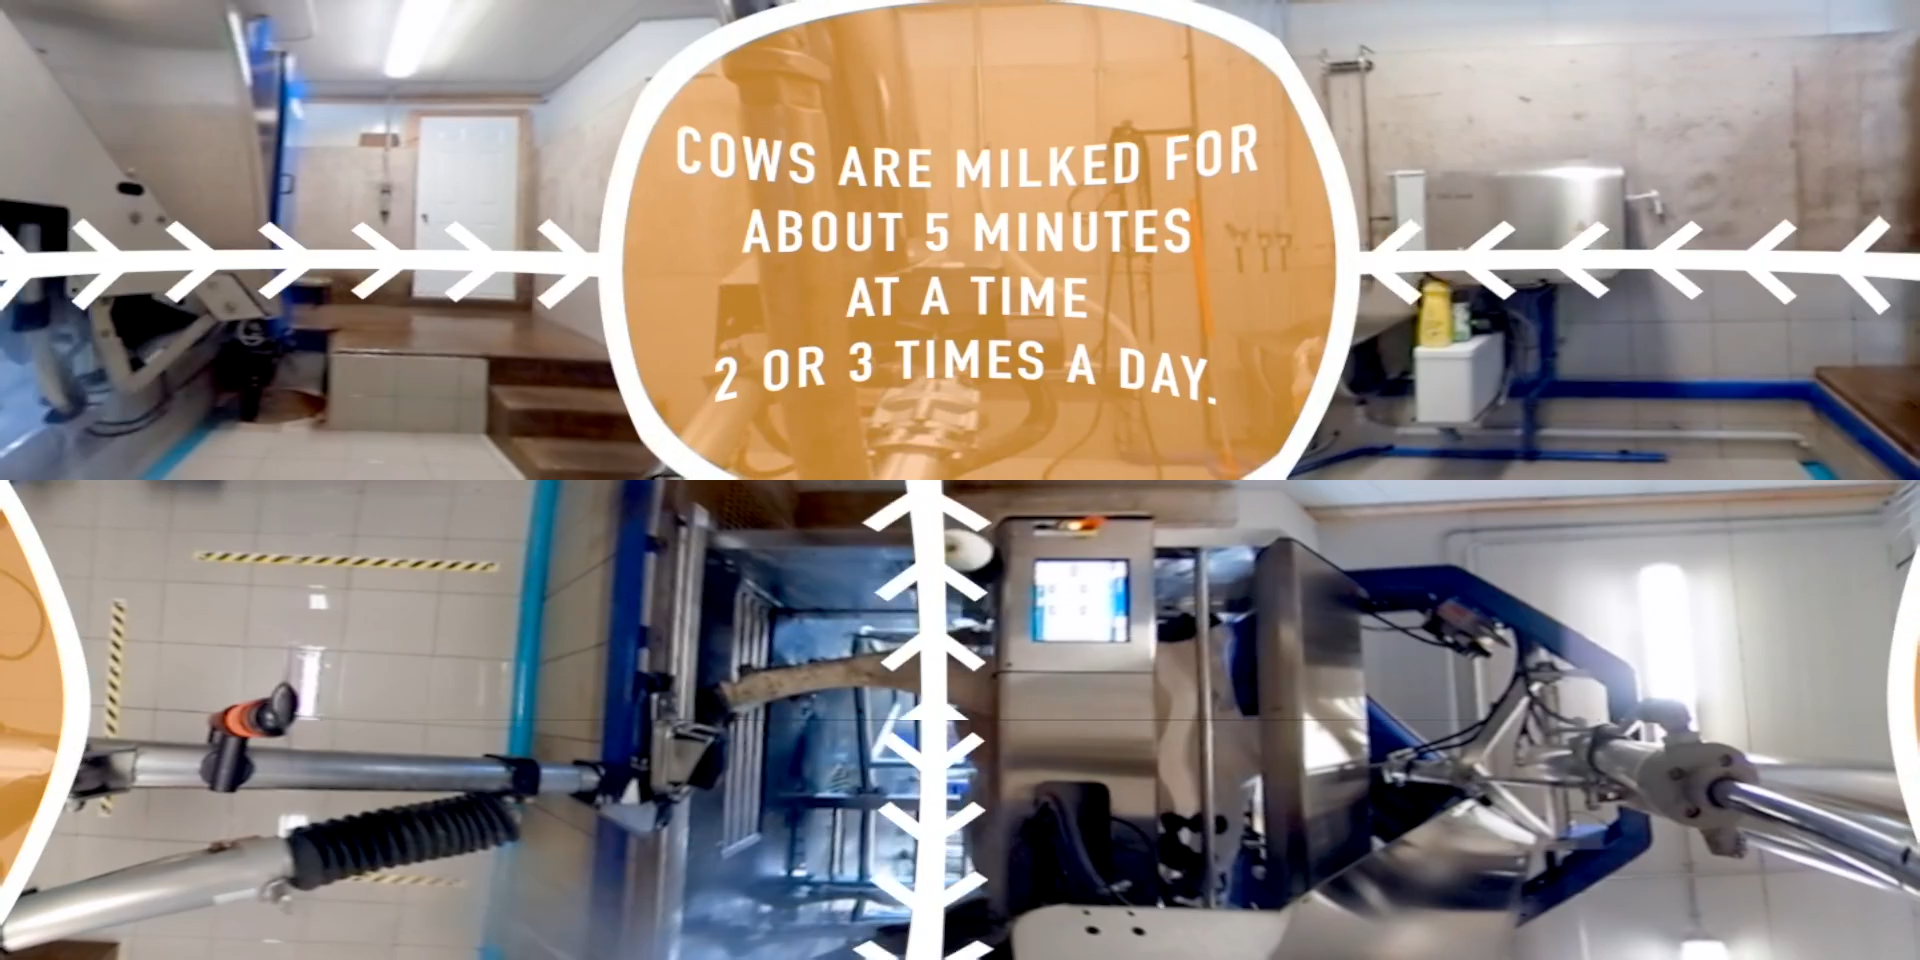 COWS ARE MILKED FOR
ABOUT 5 MINUTES
AT A TIME
2 OR 3 TIMES A DAY.